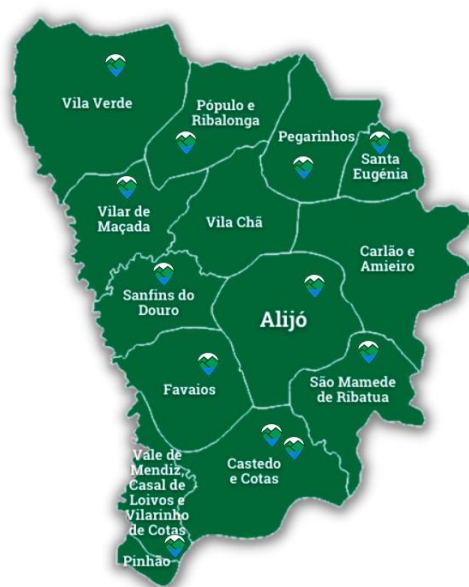 Vila Verde
Pópulo e
Ribalonga
Pegarinhos
Santa
Eugénia
Vilar de
Maçada
Vila Chã
Carlão e
Amieiro
Sanfins do
Douro
Alijó
Favaios
São Mamede
de Ribatua
Vale de
Mendiz,
Casal de
Loivos e
Vilarinho
de Cotas
Castedo
e Cotas
Pinhão